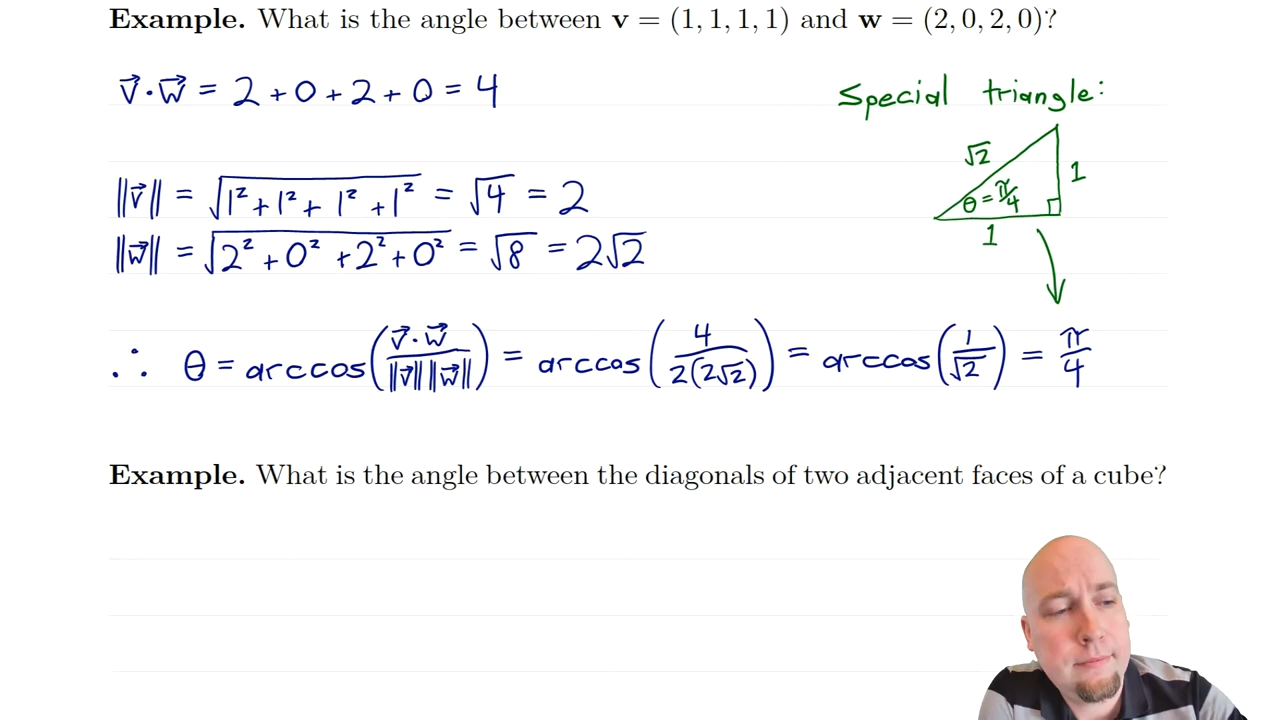 Example. What is the angle between v = (1, 1, 1, 1) and w = (2, 0, 2, 0)?
v⃗·w⃗ = 2 + 0 + 2 + 0 = 4
Special triangle:
√2
1
θ = π/4
1
‖v⃗‖ = √(1² + 1² + 1² + 1²) = √4 = 2
‖w⃗‖ = √(2² + 0² + 2² + 0²) = √8 = 2√2
∴ θ = arccos(v⃗·w⃗ / ‖v⃗‖‖w⃗‖) = arccos(4 / 2(2√2)) = arccos(1/√2) = π/4
Example. What is the angle between the diagonals of two adjacent faces of a cube?